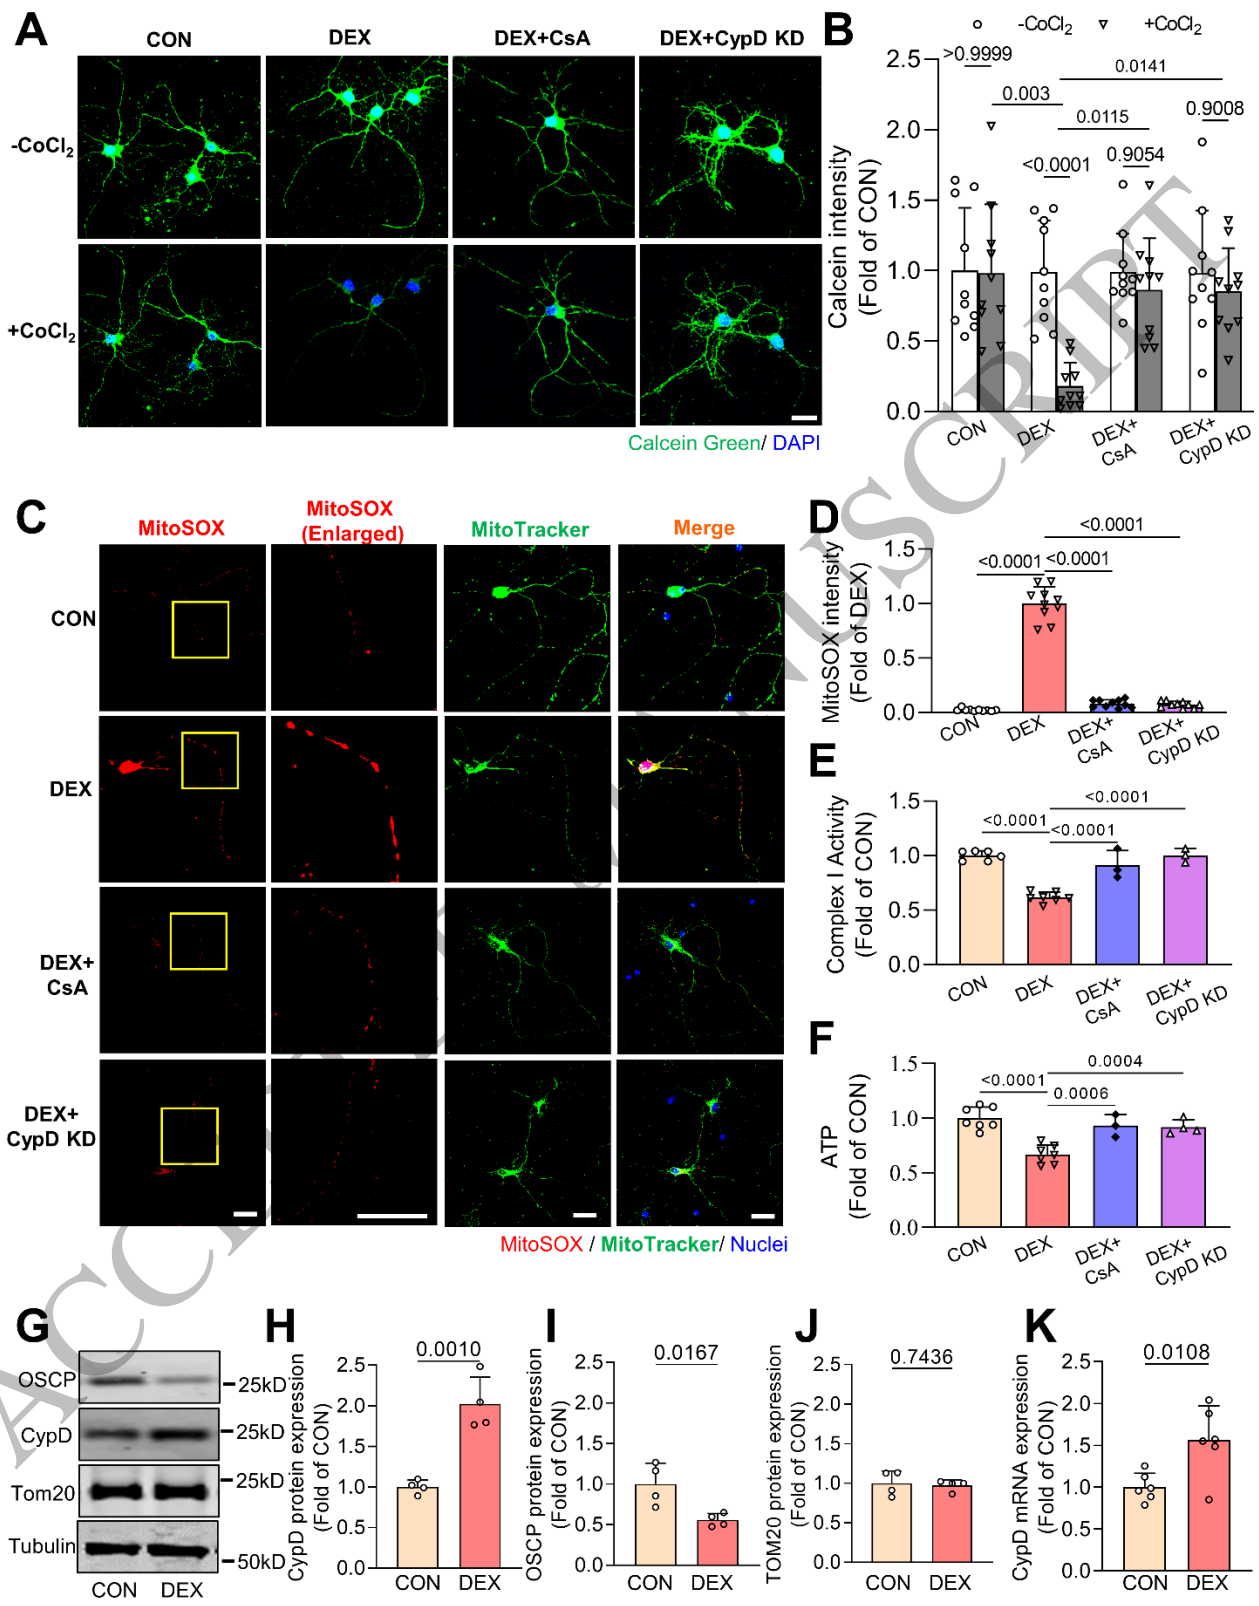 A
CON
DEX
DEX+CsA
DEX+CypD KD
-CoCl2
+CoCl2
Calcein Green/ DAPI
B
-CoCl2
+CoCl2
Calcein intensity
(Fold of CON)
2.5
2.0
1.5
1.0
0.5
0.0
>0.9999
0.003
<0.0001
0.0141
0.0115
0.9054
0.9008
CON
DEX
DEX+
CsA
DEX+
CypD KD
C
MitoSOX
MitoSOX
(Enlarged)
MitoTracker
Merge
CON
DEX
DEX+
CsA
DEX+
CypD KD
MitoSOX / MitoTracker/ Nuclei
D
MitoSOX intensity
(Fold of DEX)
1.5
1.0
0.5
0.0
<0.0001
<0.0001
<0.0001
CON
DEX
DEX+
CsA
DEX+
CypD KD
E
Complex I Activity
(Fold of CON)
1.5
1.0
0.5
0.0
<0.0001
<0.0001
<0.0001
CON
DEX
DEX+
CsA
DEX+
CypD KD
F
ATP
(Fold of CON)
1.5
1.0
0.5
0.0
0.0004
<0.0001
0.0006
CON
DEX
DEX+
CsA
DEX+
CypD KD
G
OSCP
25kD
CypD
25kD
Tom20
25kD
Tubulin
50kD
CON
DEX
H
CypD protein expression
(Fold of CON)
2.5
2.0
1.5
1.0
0.5
0.0
0.0010
CON
DEX
I
OSCP protein expression
(Fold of CON)
2.5
2.0
1.5
1.0
0.5
0.0
0.0167
CON
DEX
J
TOM20 protein expression
(Fold of CON)
2.5
2.0
1.5
1.0
0.5
0.0
0.7436
CON
DEX
K
CypD mRNA expression
(Fold of CON)
2.5
2.0
1.5
1.0
0.5
0.0
0.0108
CON
DEX